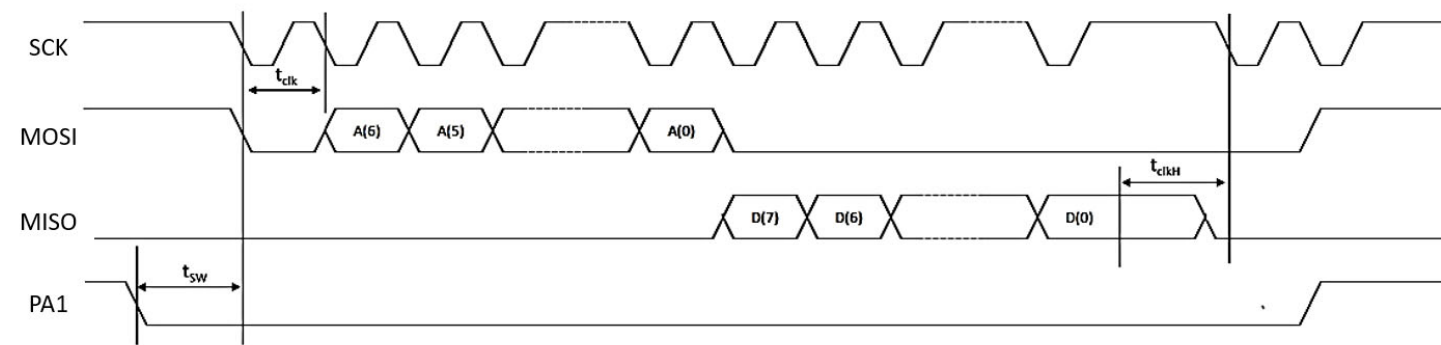 SCK
t_clk
MOSI
A(6) A(5) A(0)
t_clkH
MISO
D(7) D(6) D(0)
t_SW
PA1